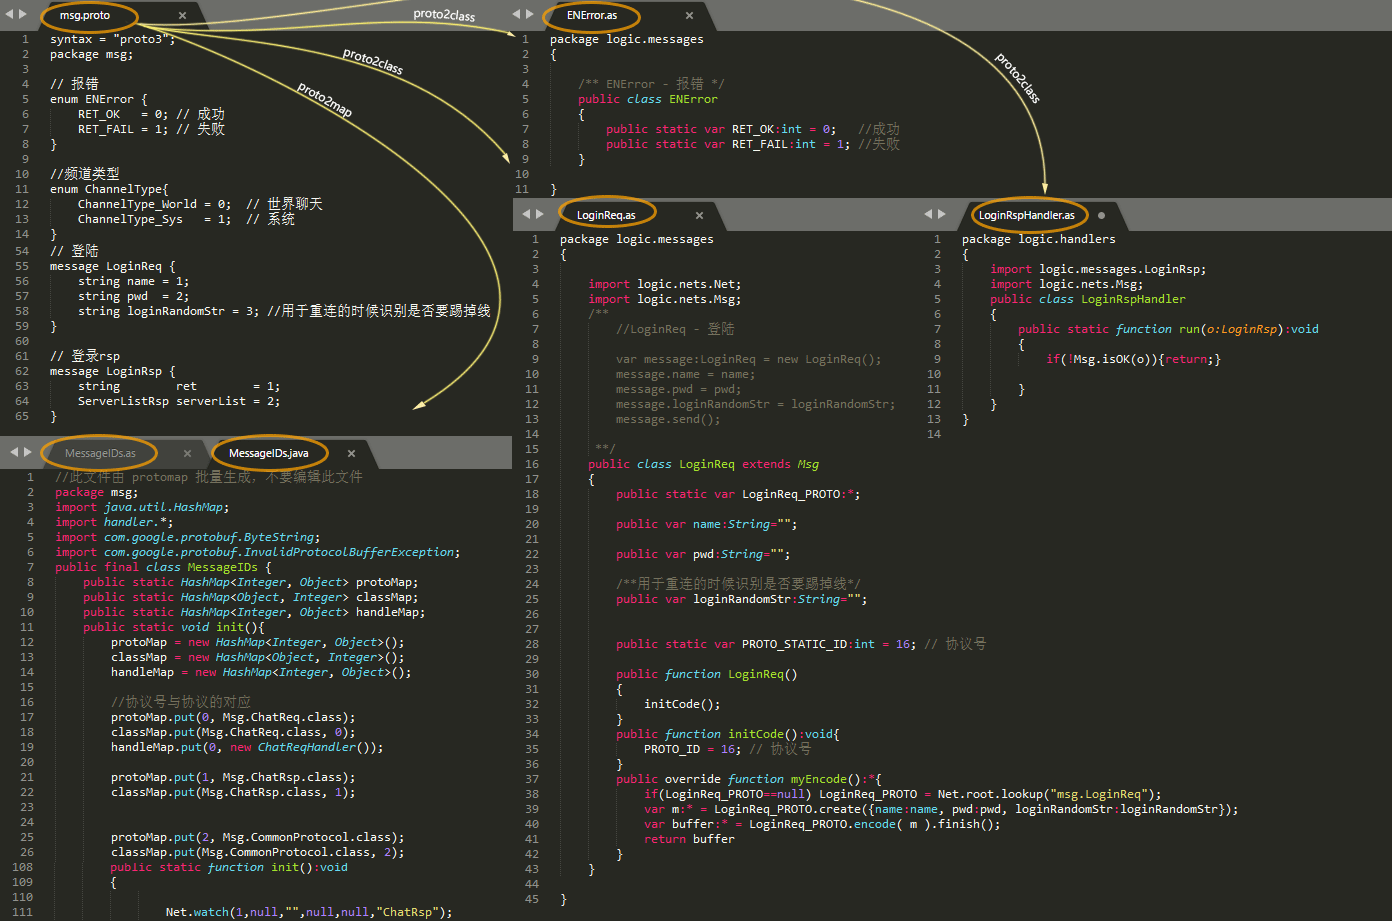 msg.proto
1 syntax = "proto3";
2 package msg;
3
4 // 报错
5 enum ENError {
6 RET_OK = 0; // 成功
7 RET_FAIL = 1; // 失败
8 }
9
10 //频道类型
11 enum ChannelType{
12 ChannelType_World = 0; // 世界聊天
13 ChannelType_Sys = 1; // 系统
14 }
54 // 登陆
55 message LoginReq {
56 string name = 1;
57 string pwd = 2;
58 string loginRandomStr = 3; //用于重连的时候识别是否要踢掉线
59 }
60
61 // 登录rsp
62 message LoginRsp {
63 string ret = 1;
64 ServerListRsp serverList = 2;
65 }
proto2class
proto2class
proto2map
proto2class
ENError.as
1 package logic.messages
2 {
3
4 /** ENError - 报错 */
5 public class ENError
6 {
7 public static var RET_OK:int = 0; //成功
8 public static var RET_FAIL:int = 1; //失败
9 }
10
11 }
LoginReq.as
1 package logic.messages
2 {
3
4 import logic.nets.Net;
5 import logic.nets.Msg;
6 /**
7 //LoginReq - 登陆
8
9 var message:LoginReq = new LoginReq();
10 message.name = name;
11 message.pwd = pwd;
12 message.loginRandomStr = loginRandomStr;
13 message.send();
14
15 **/
16 public class LoginReq extends Msg
17 {
18 public static var LoginReq_PROTO:*;
19
20 public var name:String="";
21
22 public var pwd:String="";
23
24 /**用于重连的时候识别是否要踢掉线*/
25 public var loginRandomStr:String="";
26
27
28 public static var PROTO_STATIC_ID:int = 16; // 协议号
29
30 public function LoginReq()
31 {
32 initCode();
33 }
34 public function initCode():void{
35 PROTO_ID = 16; // 协议号
36 }
37 public override function myEncode():*{
38 if(LoginReq_PROTO==null) LoginReq_PROTO = Net.root.lookup("msg.LoginReq");
39 var m:* = LoginReq_PROTO.create({name:name, pwd:pwd, loginRandomStr:loginRandomStr});
40 var buffer:* = LoginReq_PROTO.encode( m ).finish();
41 return buffer
42 }
43 }
44
45 }
LoginRspHandler.as
1 package logic.handlers
2 {
3 import logic.messages.LoginRsp;
4 import logic.nets.Msg;
5 public class LoginRspHandler
6 {
7 public static function run(o:LoginRsp):void
8 {
9 if(!Msg.isOK(o)){return;}
10
11 }
12 }
13 }
14
MessageIDs.as
MessageIDs.java
1 //此文件由 protomap 批量生成，不要编辑此文件
2 package msg;
3 import java.util.HashMap;
4 import handler.*;
5 import com.google.protobuf.ByteString;
6 import com.google.protobuf.InvalidProtocolBufferException;
7 public final class MessageIDs {
8 public static HashMap<Integer, Object> protoMap;
9 public static HashMap<Object, Integer> classMap;
10 public static HashMap<Integer, Object> handleMap;
11 public static void init(){
12 protoMap = new HashMap<Integer, Object>();
13 classMap = new HashMap<Object, Integer>();
14 handleMap = new HashMap<Integer, Object>();
15
16 //协议号与协议的对应
17 protoMap.put(0, Msg.ChatReq.class);
18 classMap.put(Msg.ChatReq.class, 0);
19 handleMap.put(0, new ChatReqHandler());
20
21 protoMap.put(1, Msg.ChatRsp.class);
22 classMap.put(Msg.ChatRsp.class, 1);
23
24
25 protoMap.put(2, Msg.CommonProtocol.class);
26 classMap.put(Msg.CommonProtocol.class, 2);
108 public static function init():void
109 {
110
111 Net.watch(1,null,"",null,null,"ChatRsp");